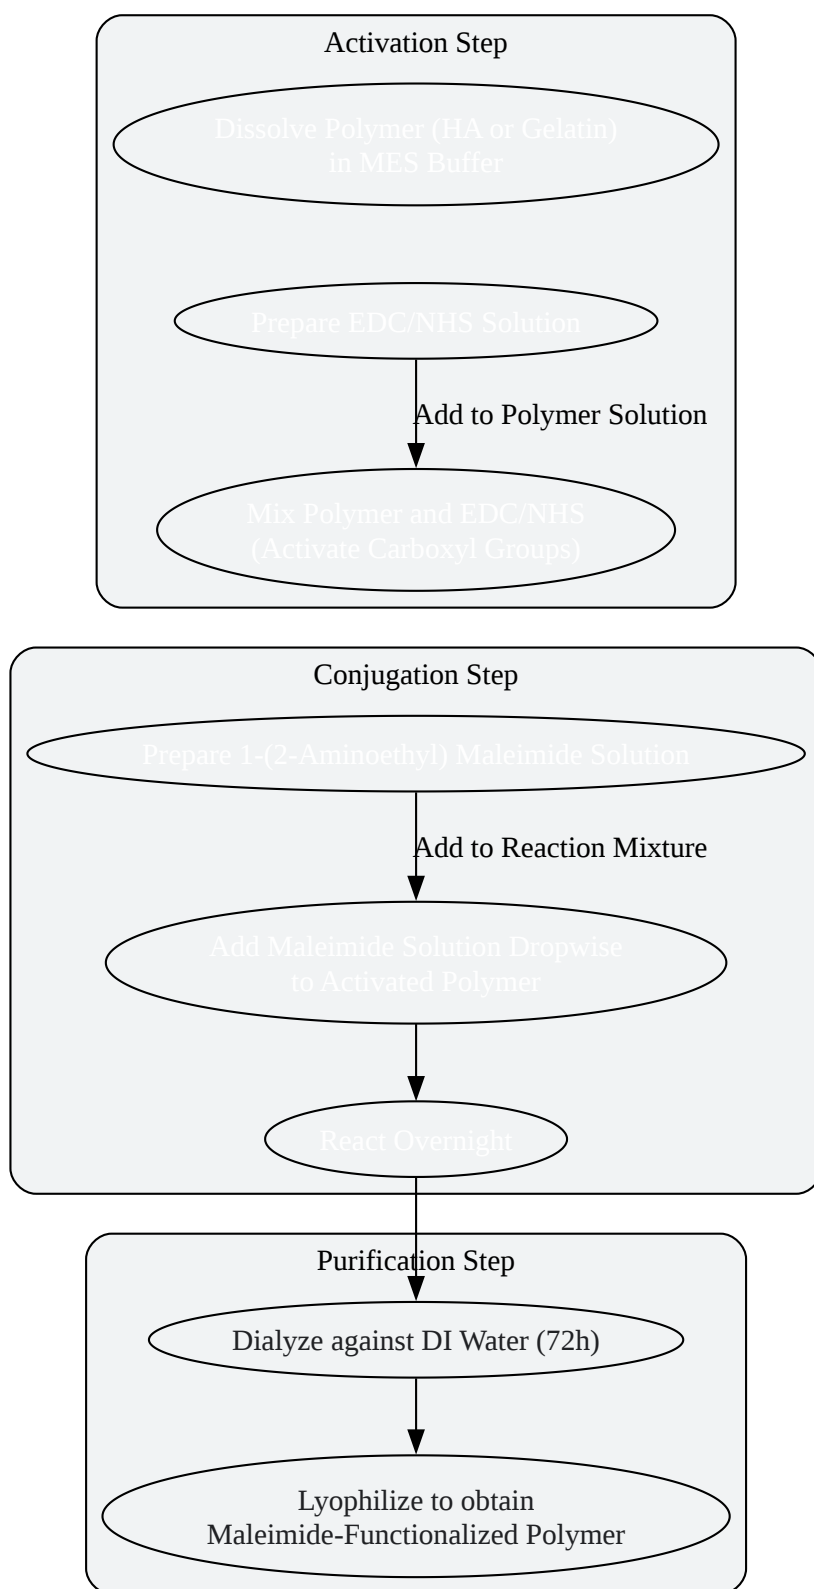 Activation Step
Dissolve Polymer (HA or Gelatin)
in MES Buffer
Prepare EDC/NHS Solution
Add to Polymer Solution
Mix Polymer and EDC/NHS
(Activate Carboxyl Groups)
Conjugation Step
Prepare 1-(2-Aminoethyl) Maleimide Solution
Add to Reaction Mixture
Add Maleimide Solution Dropwise
to Activated Polymer
React Overnight
Purification Step
Dialyze against DI Water (72h)
Lyophilize to obtain
Maleimide-Functionalized Polymer